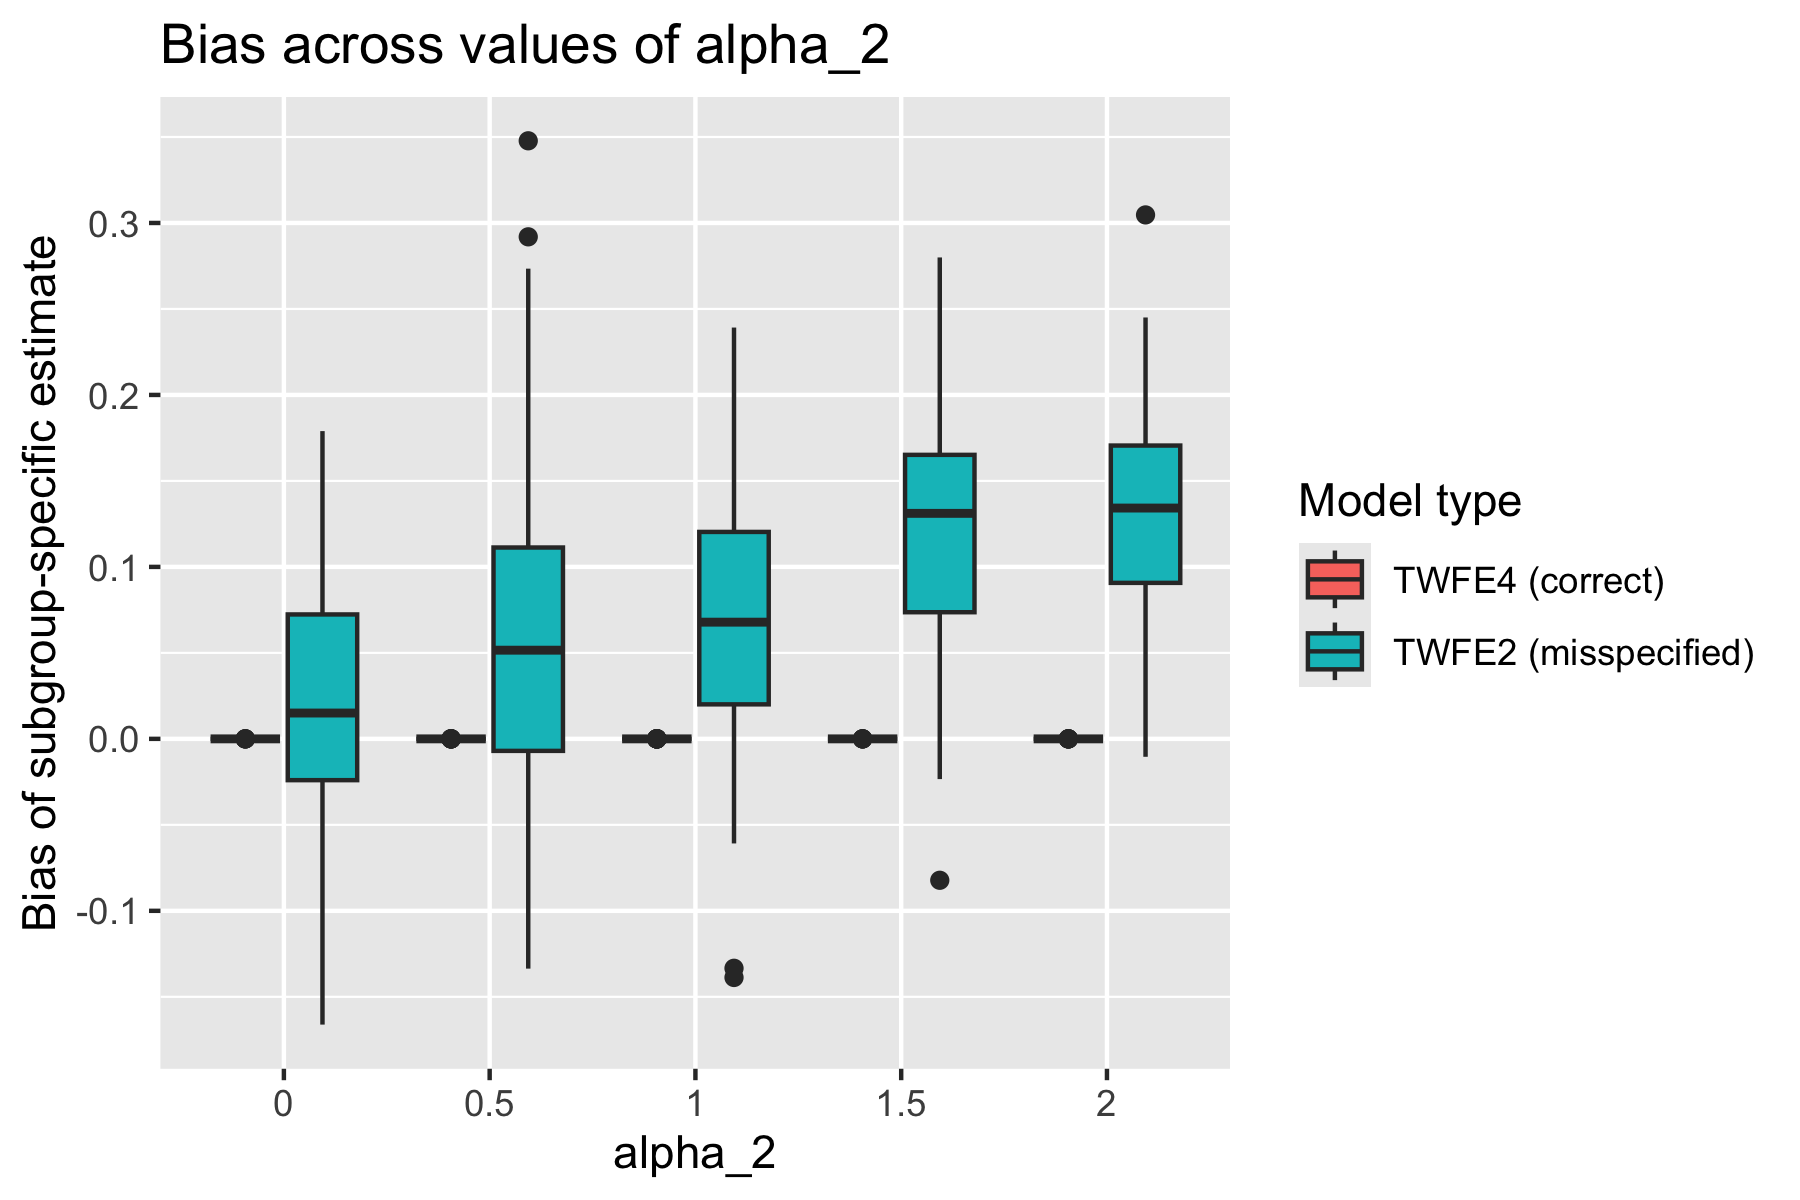 Bias across values of alpha_2
Bias of subgroup-specific estimate
0.3
0.2
0.1
0.0
-0.1
0
0.5
1
1.5
2
alpha_2
Model type
TWFE4 (correct)
TWFE2 (misspecified)